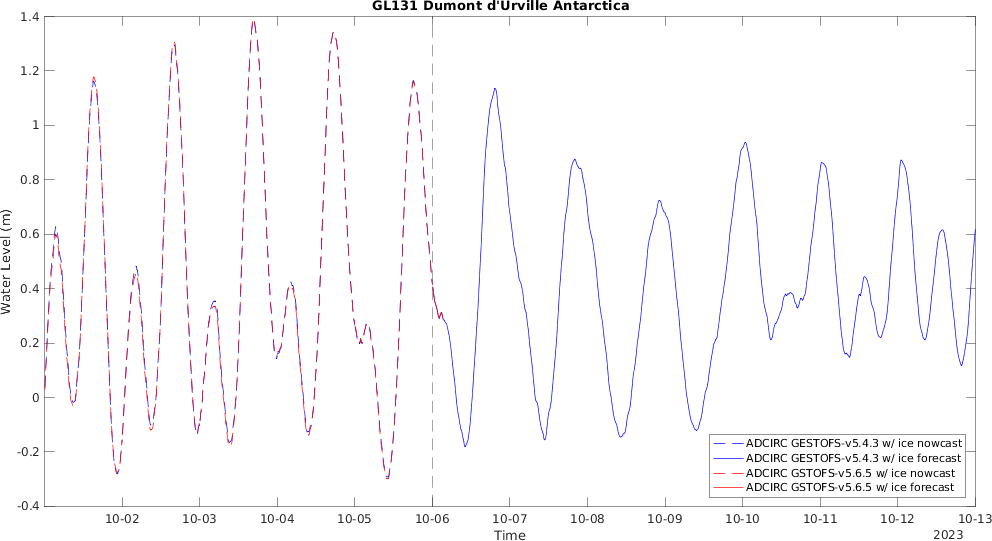 GL131 Dumont d'Urville Antarctica
1.4
1.2
1
0.8
0.6
0.4
0.2
0
-0.2
-0.4
Water Level (m)
10-02 10-03 10-04 10-05 10-06 10-07 10-08 10-09 10-10 10-11 10-12 10-13
2023
Time
ADCIRC GESTOFS-v5.4.3 w/ ice nowcast
ADCIRC GESTOFS-v5.4.3 w/ ice forecast
ADCIRC GSTOFS-v5.6.5 w/ ice nowcast
ADCIRC GSTOFS-v5.6.5 w/ ice forecast